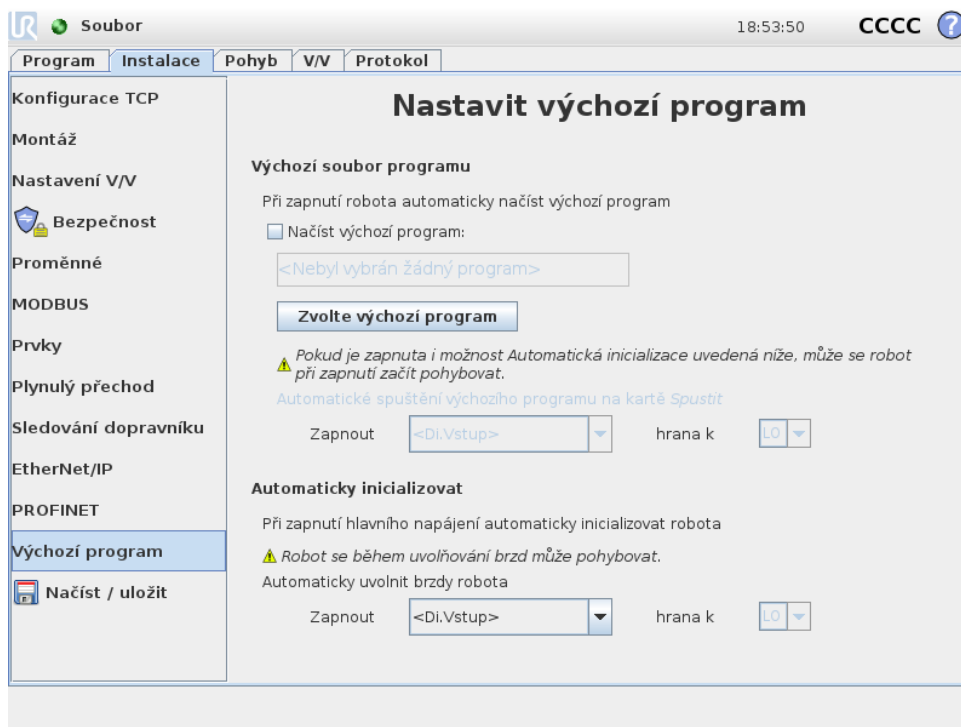 UR Soubor 18:53:50 CCCC ?
Program Instalace Pohyb V/V Protokol
Konfigurace TCP
Montáž
Nastavení V/V
Bezpečnost
Proměnné
MODBUS
Prvky
Plynulý přechod
Sledování dopravníku
EtherNet/IP
PROFINET
Výchozí program
Načíst / uložit
Nastavit výchozí program
Výchozí soubor programu
Při zapnutí robota automaticky načíst výchozí program
Načíst výchozí program:
<Nebyl vybrán žádný program>
Zvolte výchozí program
Pokud je zapnuta i možnost Automatická inicializace uvedená níže, může se robot
při zapnutí začít pohybovat.
Automatické spuštění výchozího programu na kartě Spustit
Zapnout <Di.Vstup> hrana k LO
Automaticky inicializovat
Při zapnutí hlavního napájení automaticky inicializovat robota
Robot se během uvolňování brzd může pohybovat.
Automaticky uvolnit brzdy robota
Zapnout <Di.Vstup> hrana k LO